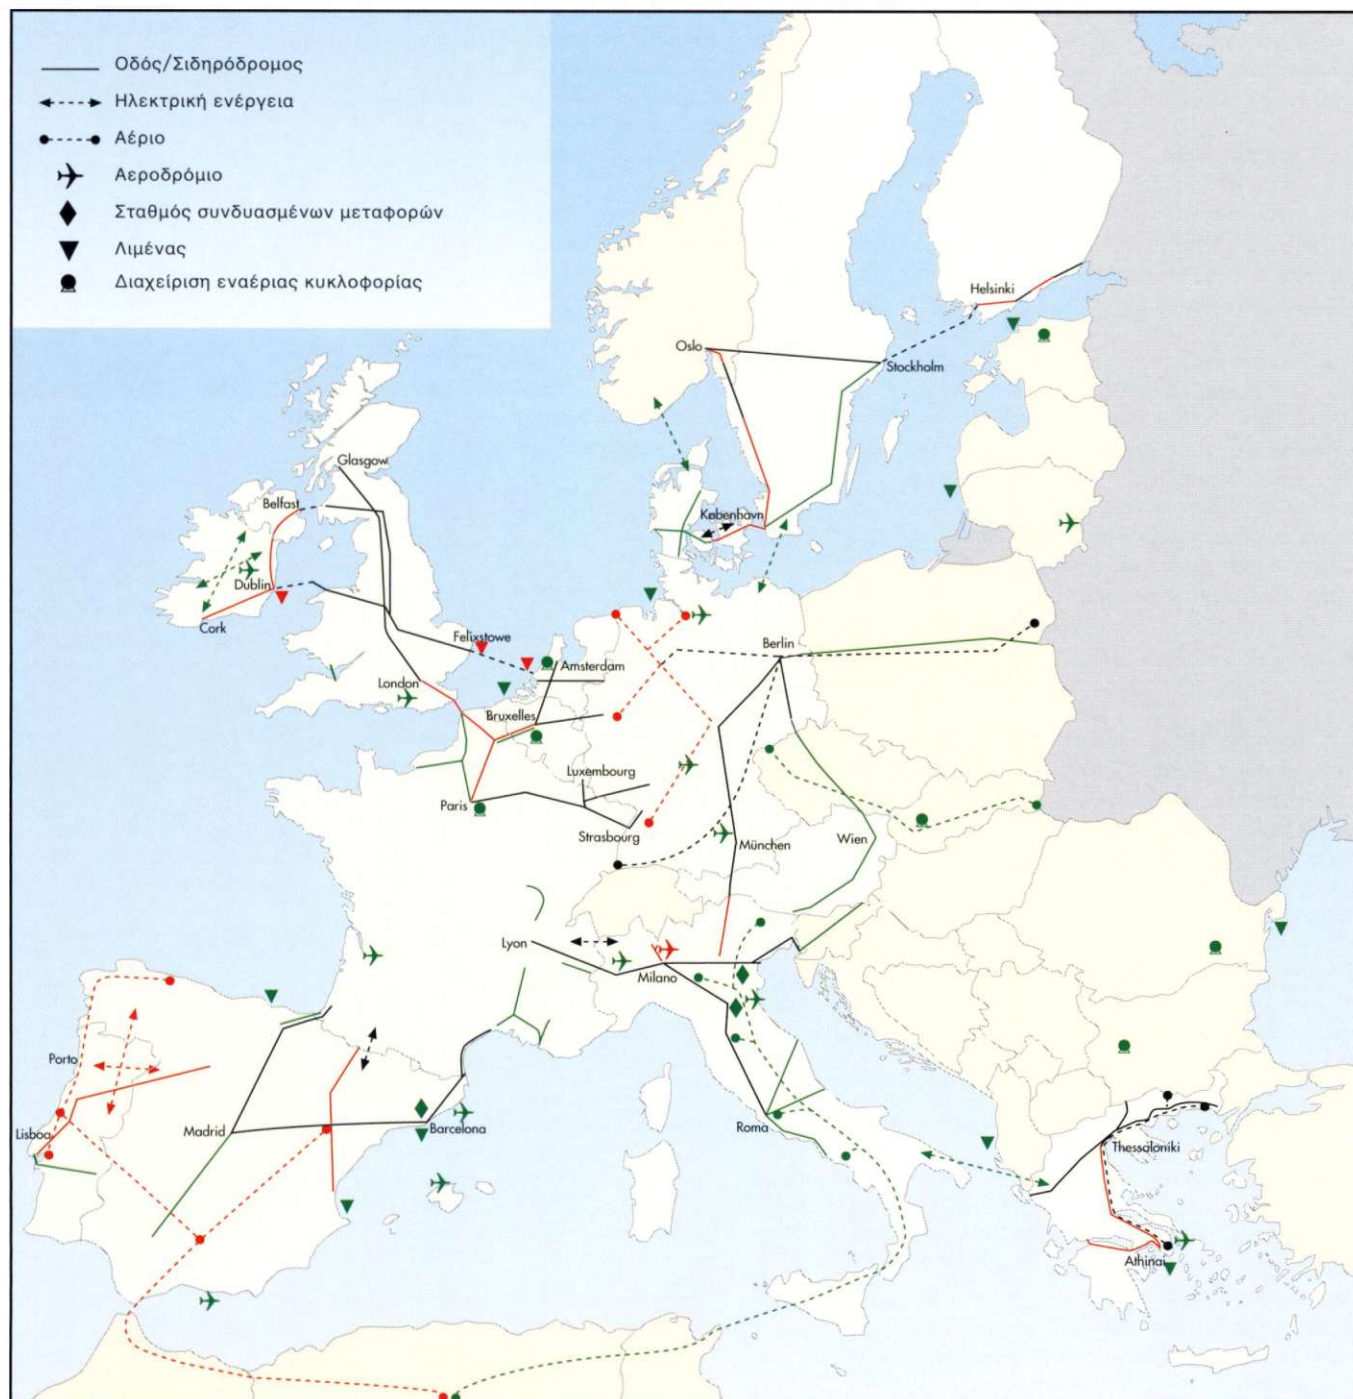 Οδός/Σιδηρόδρομος
Ηλεκτρική ενέργεια
Αέριο
Αεροδρόμιο
Σταθμός συνδυασμένων μεταφορών
Λιμένας
Διαχείριση εναέριας κυκλοφορίας
Helsinki
Oslo
Stockholm
Glasgow
Belfast
København
Dublin
Cork
Felixstowe
Berlin
Amsterdam
London
Bruxelles
Luxembourg
Paris
Strasbourg
München
Wien
Lyon
Milano
Porto
Lisboa
Madrid
Barcelona
Roma
Thessaloniki
Athinai